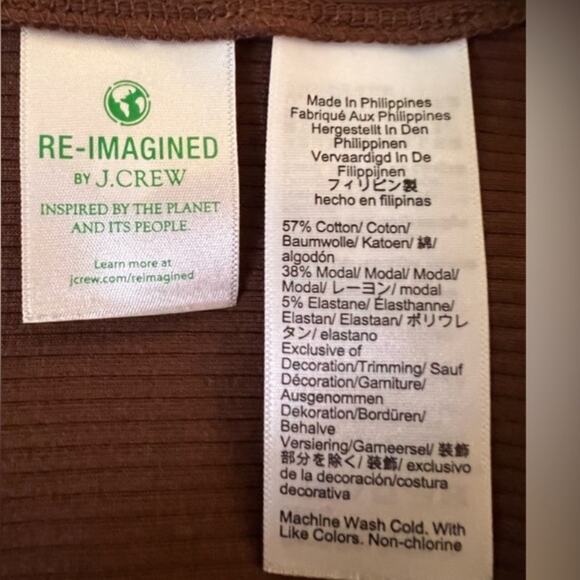 RE-IMAGINED
BY J.CREW
INSPIRED BY THE PLANET
AND ITS PEOPLE.
Learn more at
jcrew.com/reimagined
Made In Philippines
Fabriqué Aux Philippines
Hergestellt In Den
Philippinen
Vervaardigd In De
Filippijnen
フィリピン製
hecho en filipinas
57% Cotton/ Coton/
Baumwolle/ Katoen/ 綿/
algodón
38% Modal/ Modal/ Modal/
Modal/ レーヨン/ modal
5% Elastane/ Élasthanne/
Elastan/ Elastaan/ ポリウレ
タン/ elastano
Exclusive of
Decoration/Trimming/ Sauf
Décoration/Garniture/
Ausgenommen
Dekoration/Bordüren/
Behalve
Versiering/Garneersel/ 装飾
部分を除く/ 装飾/ exclusivo
de la decoración/costura
decorativa
Machine Wash Cold. With
Like Colors. Non-chlorine